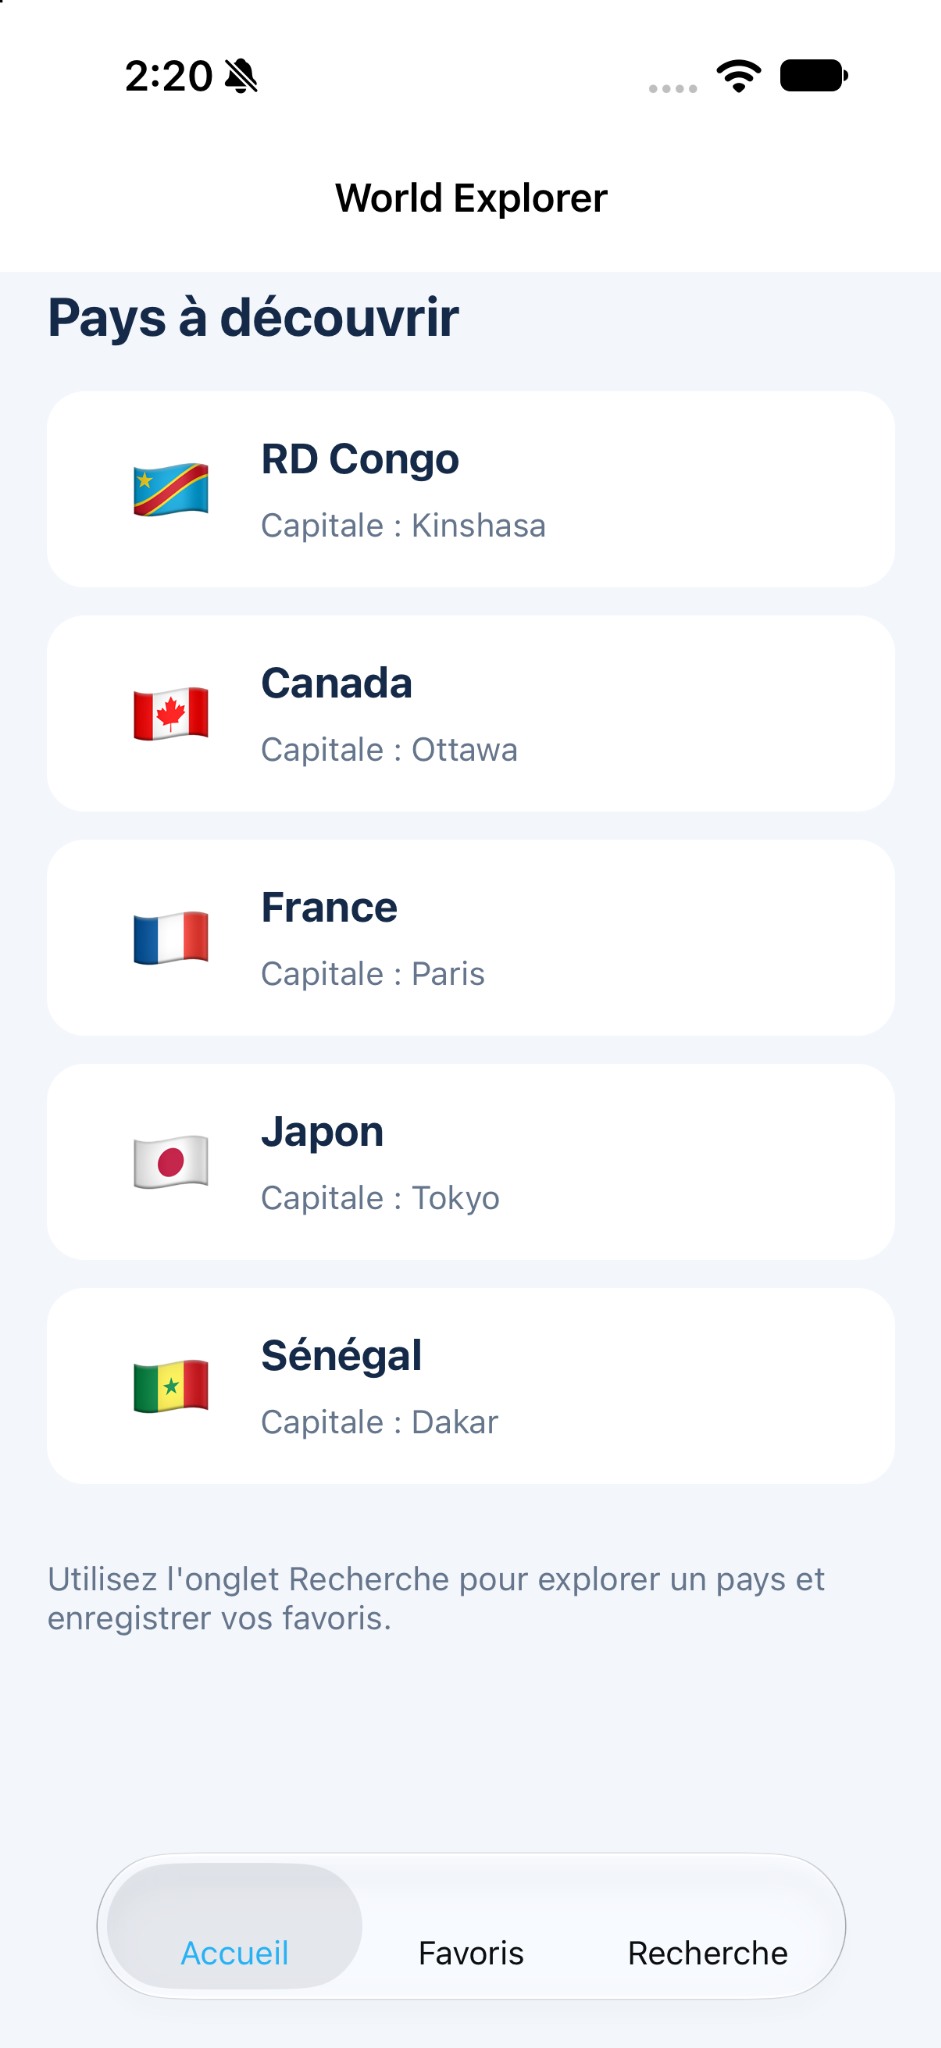 2:20
World Explorer
Pays à découvrir
RD Congo
Capitale : Kinshasa
Canada
Capitale : Ottawa
France
Capitale : Paris
Japon
Capitale : Tokyo
Sénégal
Capitale : Dakar
Utilisez l'onglet Recherche pour explorer un pays et
enregistrer vos favoris.
Accueil Favoris Recherche